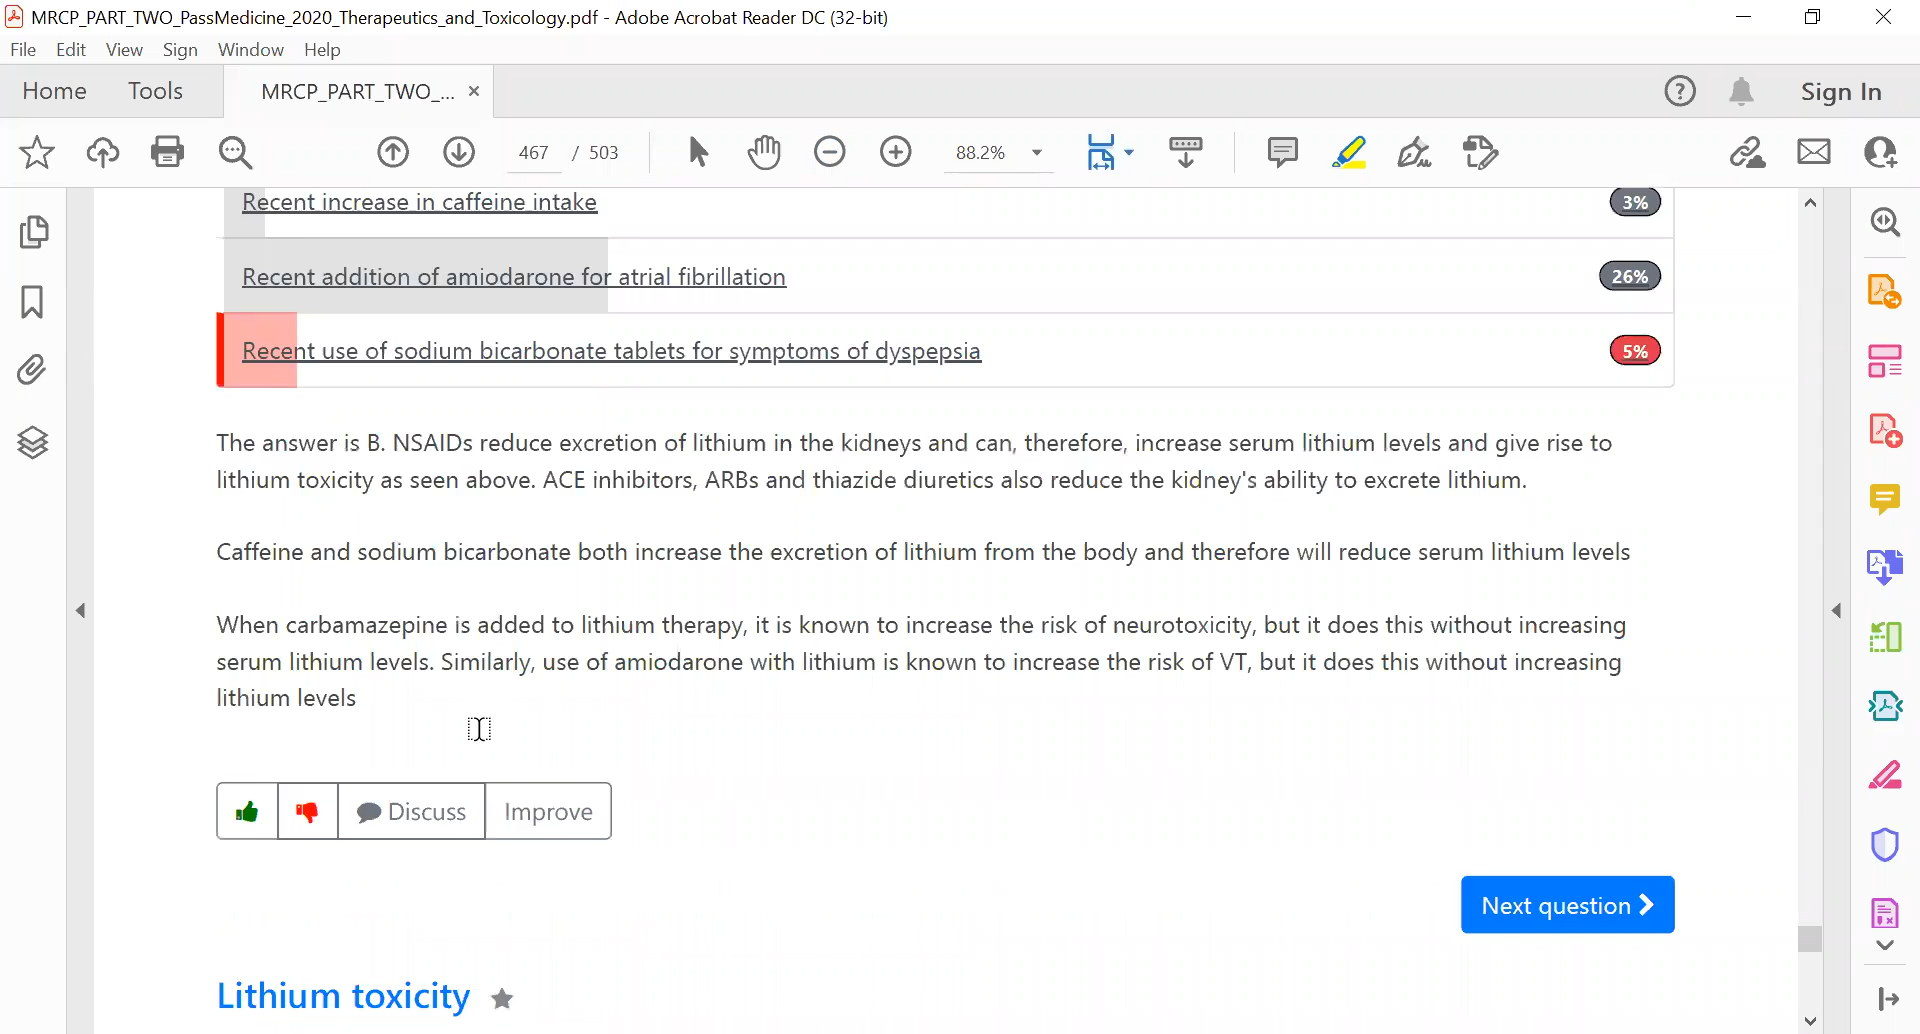 MRCP_PART_TWO_PassMedicine_2020_Therapeutics_and_Toxicology.pdf - Adobe Acrobat Reader DC (32-bit)
File Edit View Sign Window Help
Home Tools MRCP_PART_TWO_... × Sign In
467 / 503 88.2%
Recent increase in caffeine intake 3%
Recent addition of amiodarone for atrial fibrillation 26%
Recent use of sodium bicarbonate tablets for symptoms of dyspepsia 5%
The answer is B. NSAIDs reduce excretion of lithium in the kidneys and can, therefore, increase serum lithium levels and give rise to
lithium toxicity as seen above. ACE inhibitors, ARBs and thiazide diuretics also reduce the kidney's ability to excrete lithium.
Caffeine and sodium bicarbonate both increase the excretion of lithium from the body and therefore will reduce serum lithium levels
When carbamazepine is added to lithium therapy, it is known to increase the risk of neurotoxicity, but it does this without increasing
serum lithium levels. Similarly, use of amiodarone with lithium is known to increase the risk of VT, but it does this without increasing
lithium levels
Discuss Improve
Next question
Lithium toxicity